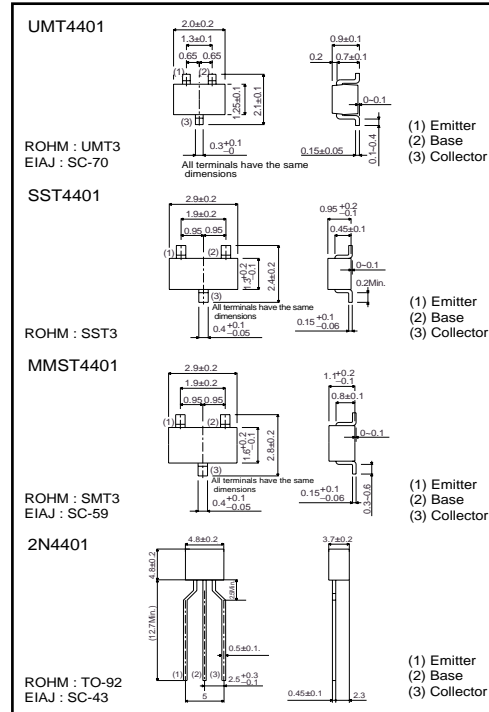 UMT4401
2.0±0.2
1.3±0.1
0.65 0.65
(1) (2)
(3)
1.25±0.1
2.1±0.1
0.3+0.1 −0
All terminals have the same
dimensions
0.9±0.1
0.2 0.7±0.1
0~0.1
0.15±0.05
0.1~0.4
(1) Emitter
(2) Base
(3) Collector
ROHM : UMT3
EIAJ : SC-70
SST4401
2.9±0.2
1.9±0.2
0.95 0.95
(1) (2)
(3)
1.3+0.2 −0.1
2.4±0.2
All terminals have the same
dimensions
0.4+0.1 −0.05
0.95+0.2 −0.1
0.45±0.1
0~0.1
0.2Min.
0.15+0.1 −0.06
(1) Emitter
(2) Base
(3) Collector
ROHM : SST3
MMST4401
2.9±0.2
1.9±0.2
0.95 0.95
(1) (2)
(3)
1.6+0.2 −0.1
2.8±0.2
All terminals have the same
dimensions
0.4+0.1 −0.05
1.1+0.2 −0.1
0.8±0.1
0~0.1
0.15+0.1 −0.06
0.3~0.6
(1) Emitter
(2) Base
(3) Collector
ROHM : SMT3
EIAJ : SC-59
2N4401
4.8±0.2
4.8±0.2
(12.7Min.)
2.5Min
0.5±0.1.
(1) (2) (3)
2.5+0.3 −0.1
5
3.7±0.2
0.45±0.1
2.3
(1) Emitter
(2) Base
(3) Collector
ROHM : TO-92
EIAJ : SC-43